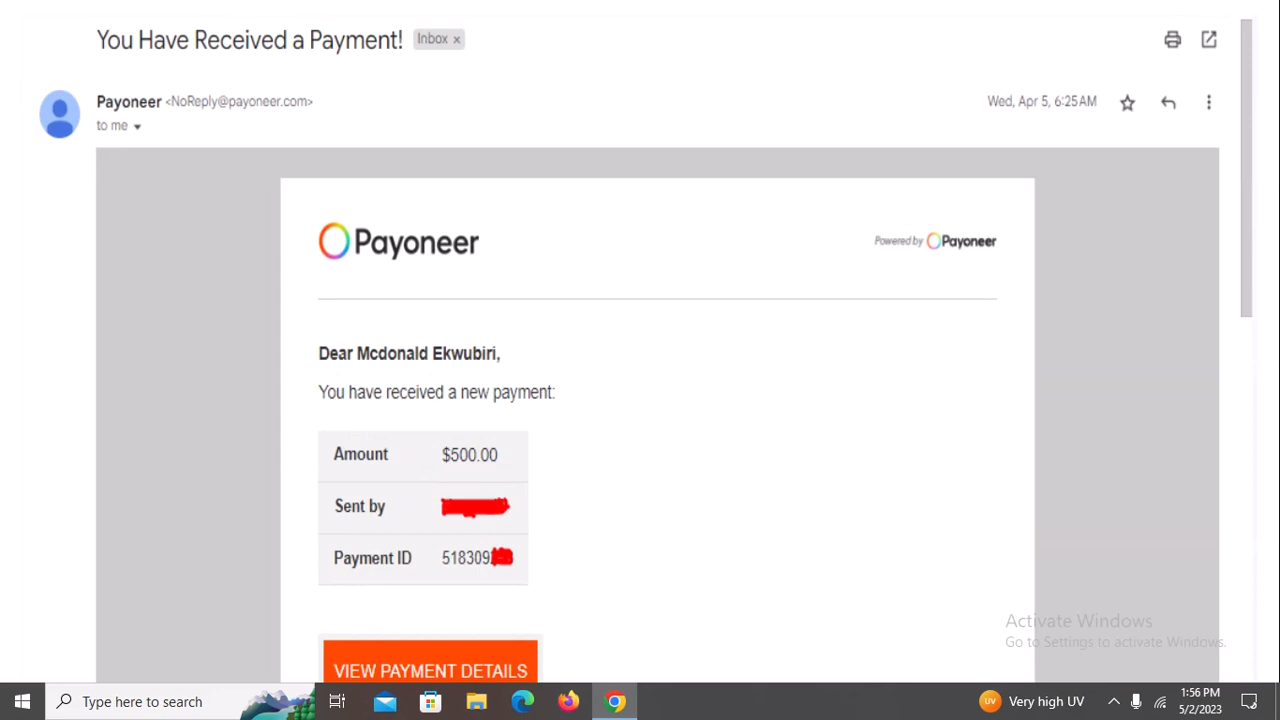 You Have Received a Payment! Inbox ×
Payoneer <NoReply@payoneer.com> Wed, Apr 5, 6:25AM
to me
Payoneer Powered by Payoneer
Dear Mcdonald Ekwubiri,
You have received a new payment:
Amount $500.00
Sent by
Payment ID 518309
Activate Windows
Go to Settings to activate Windows.
VIEW PAYMENT DETAILS
Type here to search UV Very high UV 1:56 PM
5/2/2023